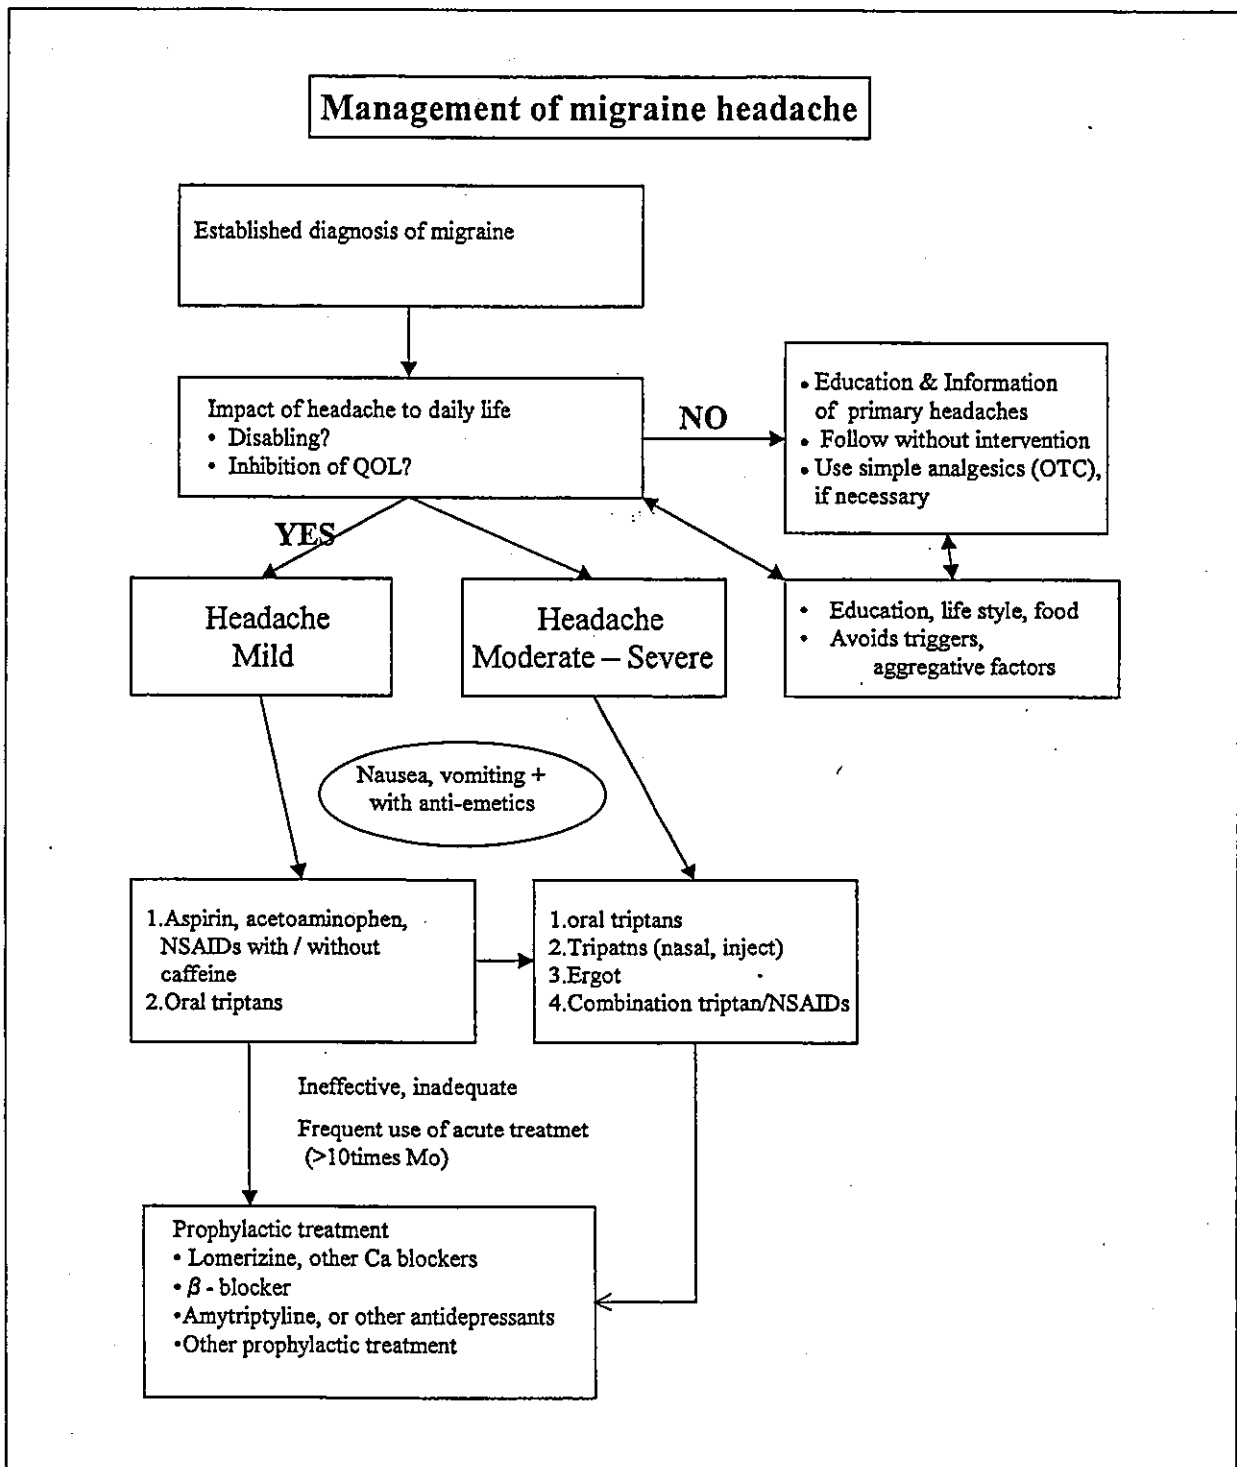 Management of migraine headache
Established diagnosis of migraine
Impact of headache to daily life
• Disabling?
• Inhibition of QOL?
NO
• Education & Information
of primary headaches
• Follow without intervention
• Use simple analgesics (OTC),
if necessary
YES
Headache
Mild
Headache
Moderate – Severe
• Education, life style, food
• Avoids triggers,
aggregative factors
Nausea, vomiting +
with anti-emetics
1.Aspirin, acetoaminophen,
NSAIDs with / without
caffeine
2.Oral triptans
1.oral triptans
2.Tripatns (nasal, inject)
3.Ergot
4.Combination triptan/NSAIDs
Ineffective, inadequate
Frequent use of acute treatmet
(>10times Mo)
Prophylactic treatment
• Lomerizine, other Ca blockers
• β - blocker
•Amytriptyline, or other antidepressants
•Other prophylactic treatment